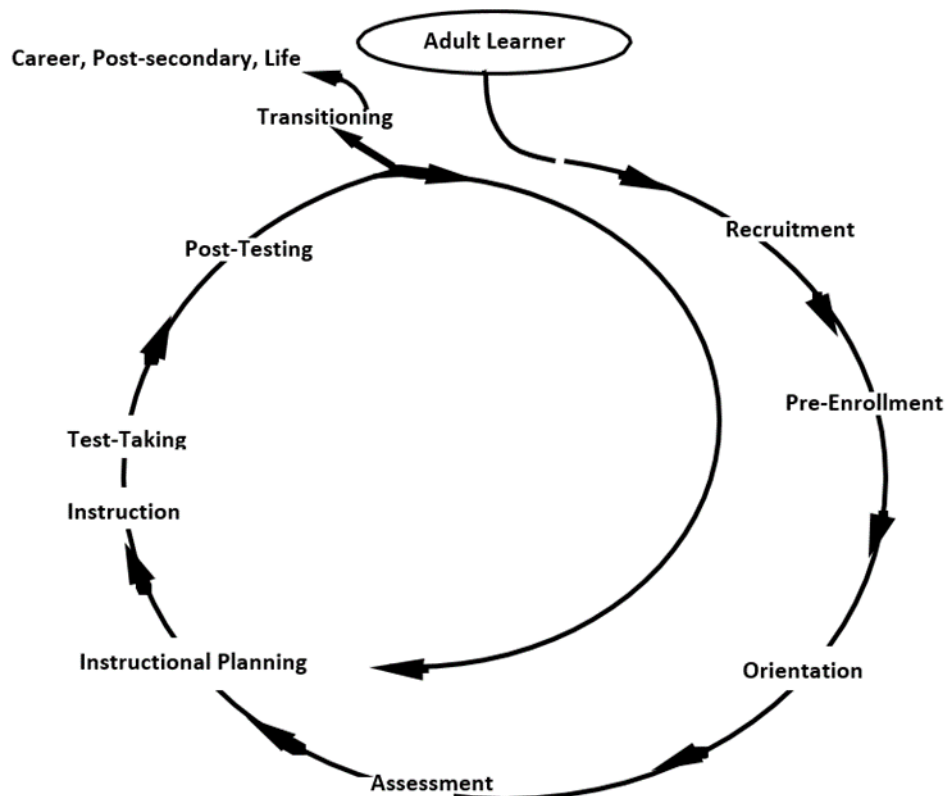 Adult Learner
Career, Post-secondary, Life
Transitioning
Recruitment
Post-Testing
Pre-Enrollment
Test-Taking
Instruction
Instructional Planning
Orientation
Assessment